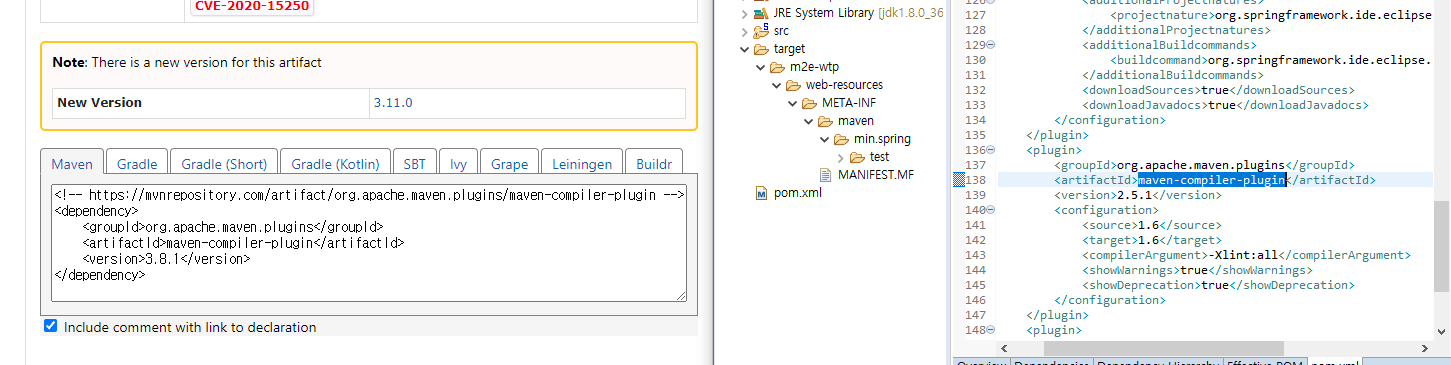 CVE-2020-15250
Note: There is a new version for this artifact
New Version 3.11.0
Maven Gradle Gradle (Short) Gradle (Kotlin) SBT Ivy Grape Leiningen Buildr
<!-- https://mvnrepository.com/artifact/org.apache.maven.plugins/maven-compiler-plugin -->
<dependency>
    <groupId>org.apache.maven.plugins</groupId>
    <artifactId>maven-compiler-plugin</artifactId>
    <version>3.8.1</version>
</dependency>
Include comment with link to declaration
JRE System Library [jdk1.8.0_36
src
target
m2e-wtp
web-resources
META-INF
maven
min.spring
test
MANIFEST.MF
pom.xml
126 <additionalProjectnatures>
127 <projectnature>org.springframework.ide.eclipse
128 </additionalProjectnatures>
129 <additionalBuildcommands>
130 <buildcommand>org.springframework.ide.eclipse.
131 </additionalBuildcommands>
132 <downloadSources>true</downloadSources>
133 <downloadJavadocs>true</downloadJavadocs>
134 </configuration>
135 </plugin>
136 <plugin>
137 <groupId>org.apache.maven.plugins</groupId>
138 <artifactId>maven-compiler-plugin</artifactId>
139 <version>2.5.1</version>
140 <configuration>
141 <source>1.6</source>
142 <target>1.6</target>
143 <compilerArgument>-Xlint:all</compilerArgument>
144 <showWarnings>true</showWarnings>
145 <showDeprecation>true</showDeprecation>
146 </configuration>
147 </plugin>
148 <plugin>
Overview Dependencies Dependency Hierarchy Effective POM pom.xml